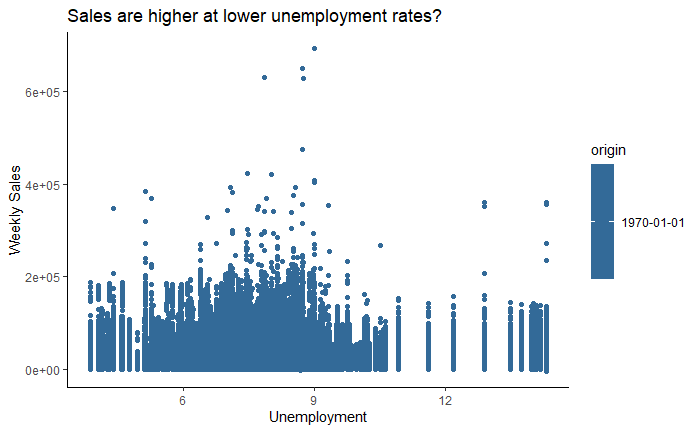 Sales are higher at lower unemployment rates?
Weekly Sales
6e+05
4e+05
2e+05
0e+00
6
9
12
Unemployment
origin
1970-01-01